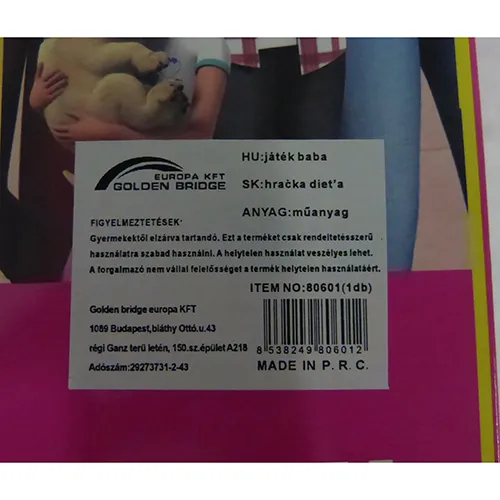 EUROPA KFT
GOLDEN BRIDGE
HU:játék baba
SK:hračka diet'a
ANYAG:műanyag
FIGYELMEZTETÉSEK:
Gyermekektől elzárva tartandó. Ezt a terméket csak rendeltetésszerű
használatra szabad használni. A helytelen használat veszélyes lehet.
A forgalmazó nem vállal felelősséget a termék helytelen használatáért.
ITEM NO:80601(1db)
Golden bridge europa KFT
1089 Budapest,bláthy Ottó.u.43
régi Ganz terü letén, 150.sz.épület A218
Adószám:29273731-2-43
8 538249 806012
MADE IN P. R. C.